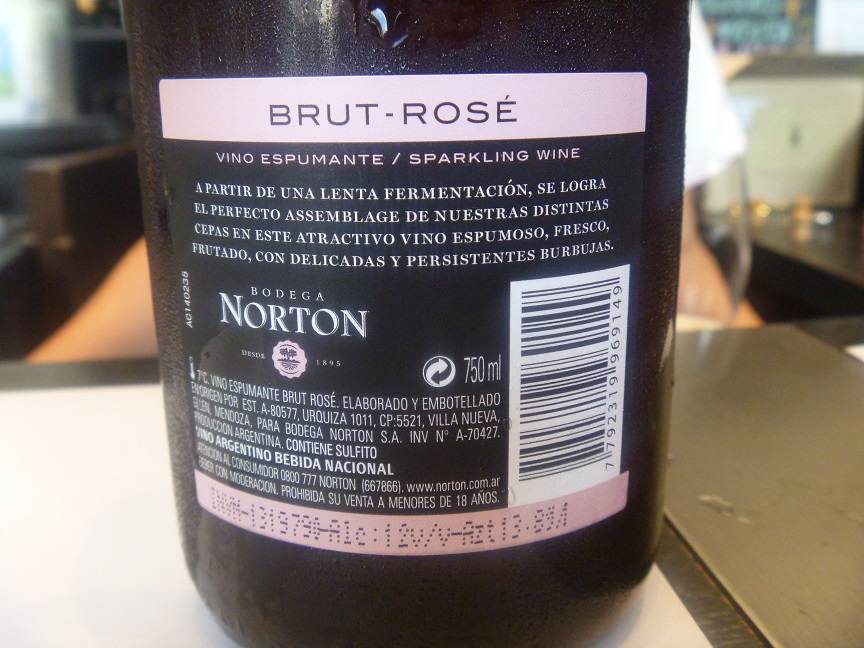 BRUT-ROSÉ
VINO ESPUMANTE / SPARKLING WINE
A PARTIR DE UNA LENTA FERMENTACIÓN, SE LOGRA
EL PERFECTO ASSEMBLAGE DE NUESTRAS DISTINTAS
CEPAS EN ESTE ATRACTIVO VINO ESPUMOSO, FRESCO,
FRUTADO, CON DELICADAS Y PERSISTENTES BURBUJAS.
AC140235
BODEGA
NORTON
DESDE 1895
750 ml
7°C. VINO ESPUMANTE BRUT ROSÉ. ELABORADO Y EMBOTELLADO
EN ORIGEN POR EST. A-80577, URQUIZA 1011, CP:5521, VILLA NUEVA,
MENDOZA, PARA BODEGA NORTON S.A. INV N° A-70427.
PRODUCCIÓN ARGENTINA. CONTIENE SULFITO
VINO ARGENTINO BEBIDA NACIONAL
ATENCIÓN AL CONSUMIDOR 0800 777 NORTON (667866). www.norton.com.ar
BEBER CON MODERACIÓN. PROHIBIDA SU VENTA A MENORES DE 18 AÑOS.
7 792319 969149